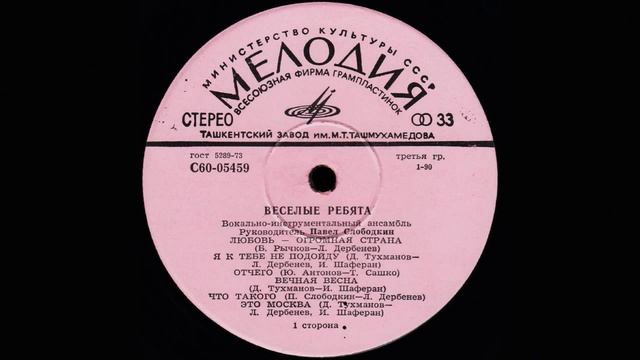 МИНИСТЕРСТВО КУЛЬТУРЫ СССР
МЕЛОДИЯ
ВСЕСОЮЗНАЯ ФИРМА ГРАМПЛАСТИНОК
СТЕРЕО 33
ТАШКЕНТСКИЙ ЗАВОД ИМ. М.Т.ТАШМУХАМЕДОВА
гост 5289-73 третья гр.
С60-05459 1-90
ВЕСЕЛЫЕ РЕБЯТА
Вокально-инструментальный ансамбль
Руководитель Павел Слободкин
ЛЮБОВЬ — ОГРОМНАЯ СТРАНА
(Б. Рычков—Л. Дербенев)
Я К ТЕБЕ НЕ ПОДОЙДУ (Д. Тухманов—
Л. Дербенев, И. Шаферан)
ОТЧЕГО (Ю. Антонов—Т. Сашко)
ВЕЧНАЯ ВЕСНА
(Д. Тухманов—И. Шаферан)
ЧТО ТАКОГО (П. Слободкин—Л. Дербенев)
ЭТО МОСКВА (Д. Тухманов—
Л. Дербенев, И. Шаферан)
1 сторона